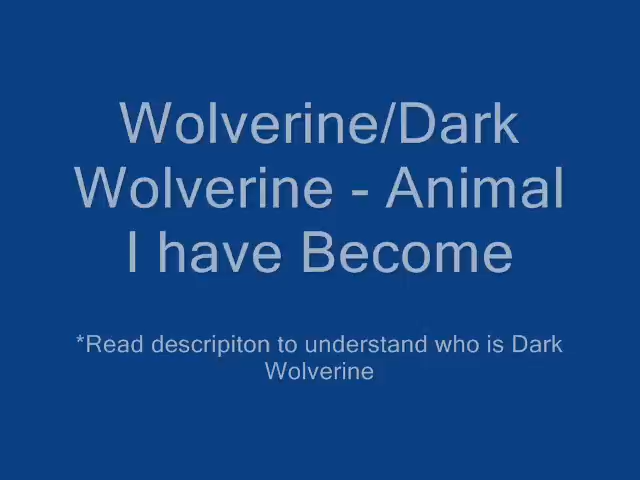 Wolverine/Dark
Wolverine - Animal
I have Become
*Read descripiton to understand who is Dark
Wolverine